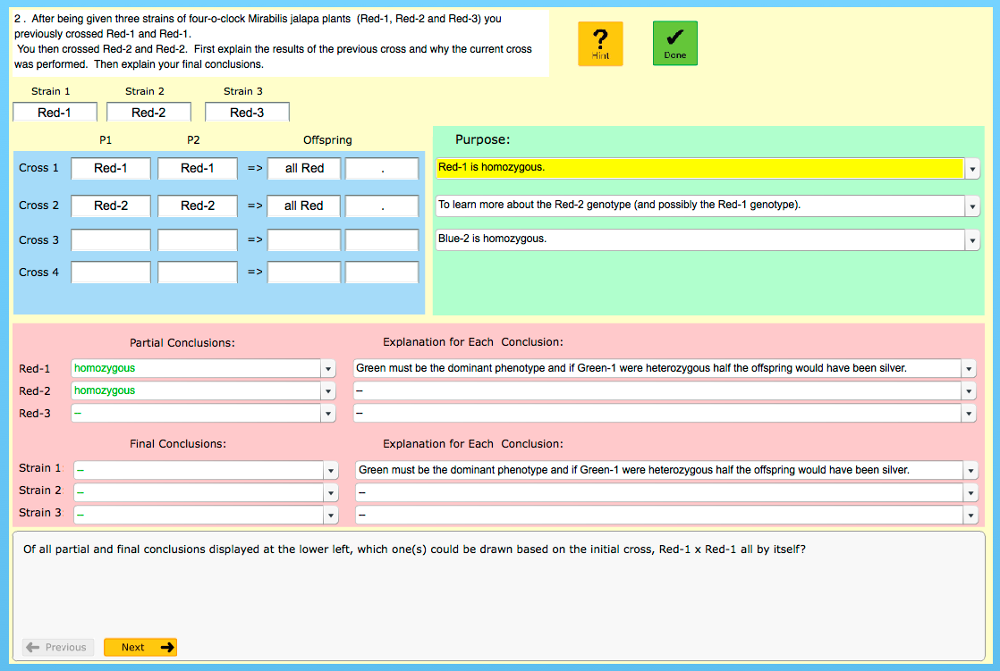 2 .  After being given three strains of four-o-clock Mirabilis jalapa plants  (Red-1, Red-2 and Red-3) you
previously crossed Red-1 and Red-1.
You then crossed Red-2 and Red-2.  First explain the results of the previous cross and why the current cross
was performed.  Then explain your final conclusions.
? Hint
Done
Strain 1 Strain 2 Strain 3
Red-1 Red-2 Red-3
P1 P2 Offspring
Purpose:
Cross 1 Red-1 Red-1 => all Red .
Red-1 is homozygous.
Cross 2 Red-2 Red-2 => all Red .
To learn more about the Red-2 genotype (and possibly the Red-1 genotype).
Cross 3 =>
Blue-2 is homozygous.
Cross 4 =>
Partial Conclusions: Explanation for Each  Conclusion:
Red-1 homozygous Green must be the dominant phenotype and if Green-1 were heterozygous half the offspring would have been silver.
Red-2 homozygous –
Red-3 – –
Final Conclusions: Explanation for Each  Conclusion:
Strain 1: – Green must be the dominant phenotype and if Green-1 were heterozygous half the offspring would have been silver.
Strain 2: – –
Strain 3: – –
Of all partial and final conclusions displayed at the lower left, which one(s) could be drawn based on the initial cross, Red-1 x Red-1 all by itself?
Previous Next